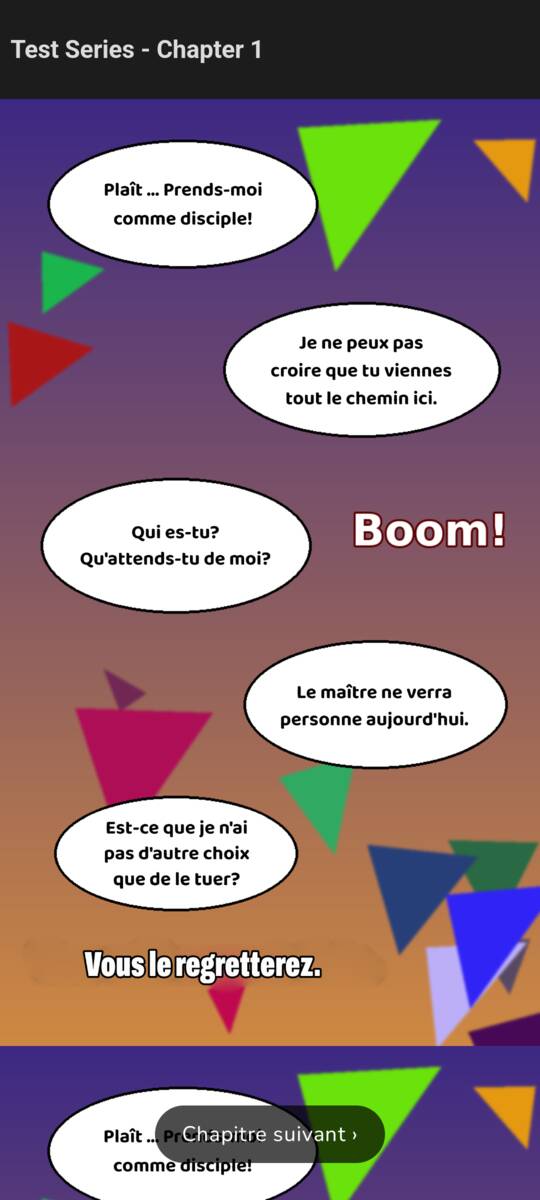 Test Series - Chapter 1
Plaît ... Prends-moi
comme disciple!
Je ne peux pas
croire que tu viennes
tout le chemin ici.
Qui es-tu?
Qu'attends-tu de moi?
Boom!
Le maître ne verra
personne aujourd'hui.
Est-ce que je n'ai
pas d'autre choix
que de le tuer?
Vous le regretterez.
Plaît ...
Chapitre suivant ›
comme disciple!